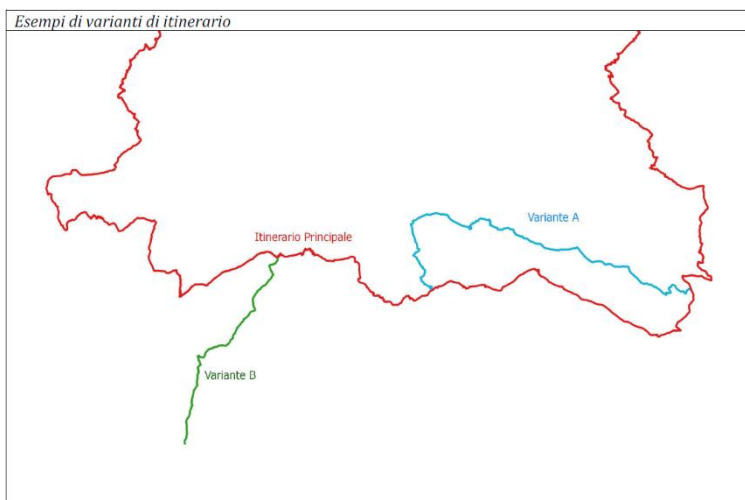 Esempi di varianti di itinerario
Variante A
Itinerario Principale
Variante B